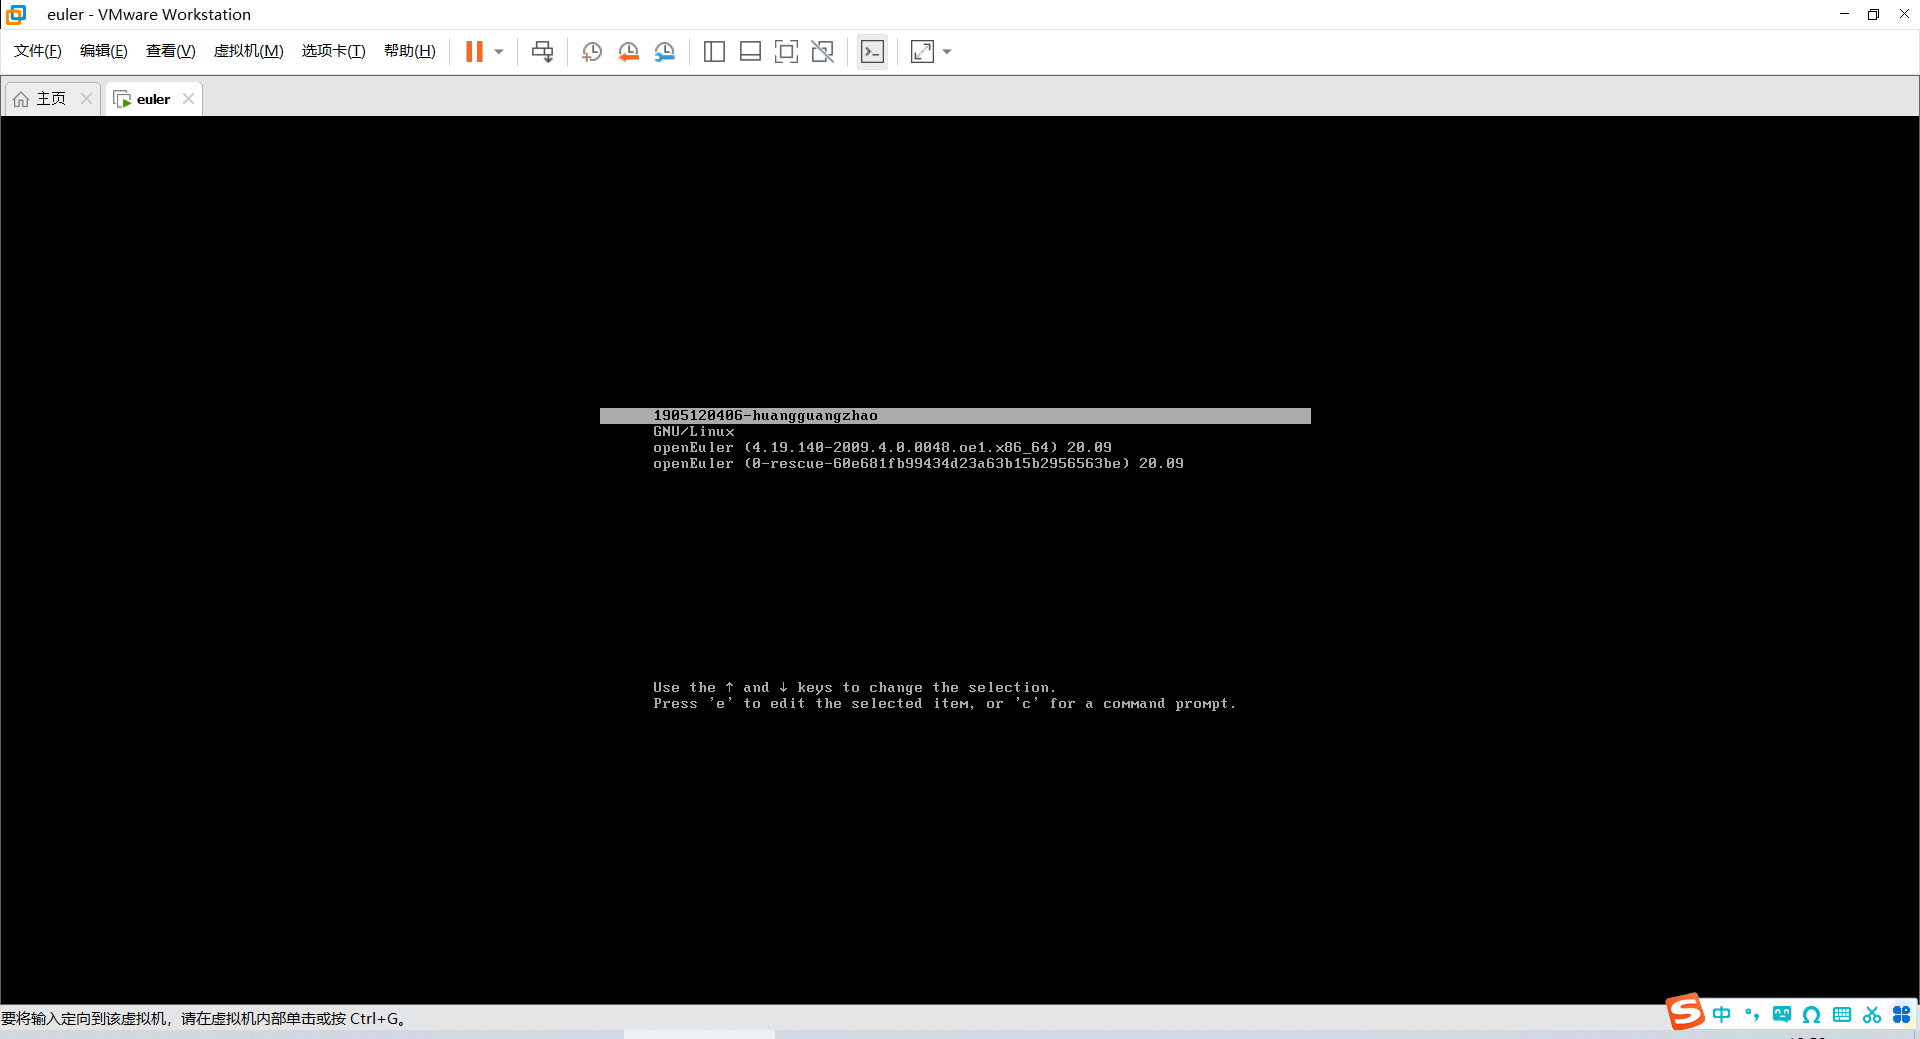 euler - VMware Workstation
文件(F) 编辑(E) 查看(V) 虚拟机(M) 选项卡(T) 帮助(H)
主页 euler
1905120406-huangguangzhao
GNU/Linux
openEuler (4.19.140-2009.4.0.0048.oe1.x86_64) 20.09
openEuler (0-rescue-60e681fb99434d23a63b15b2956563be) 20.09
Use the ↑ and ↓ keys to change the selection.
Press 'e' to edit the selected item, or 'c' for a command prompt.
要将输入定向到该虚拟机，请在虚拟机内部单击或按 Ctrl+G。
中